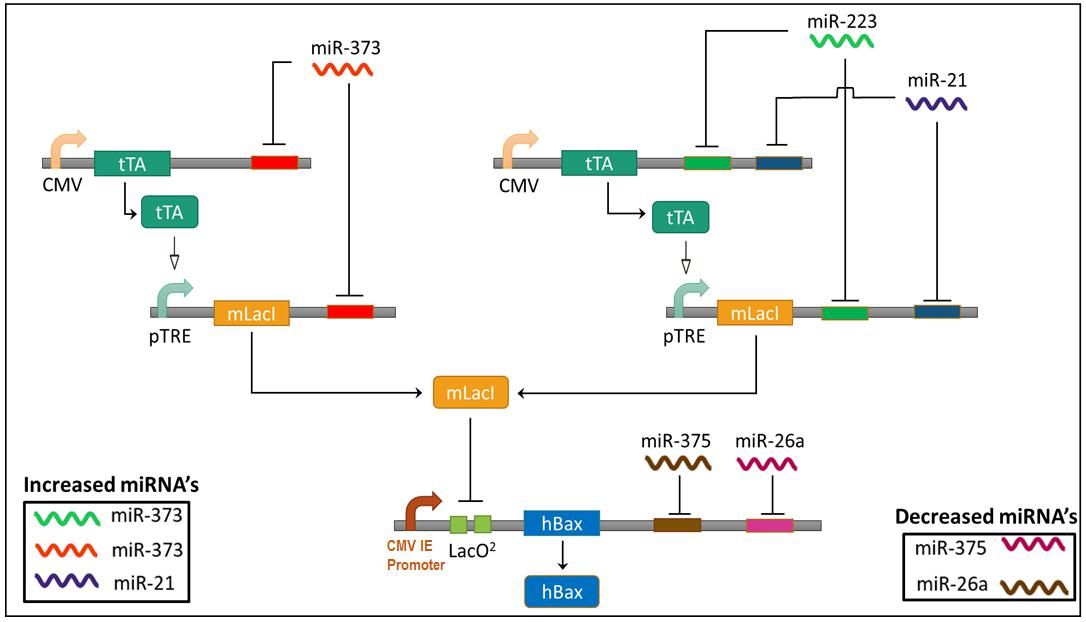 miR-223
miR-373
miR-21
tTA
tTA
CMV
CMV
tTA
tTA
mLacI
mLacI
pTRE
pTRE
mLacI
miR-375
miR-26a
Increased miRNA's
miR-373
miR-373
miR-21
hBax
CMV IE
Promoter
LacO²
hBax
Decreased miRNA's
miR-375
miR-26a